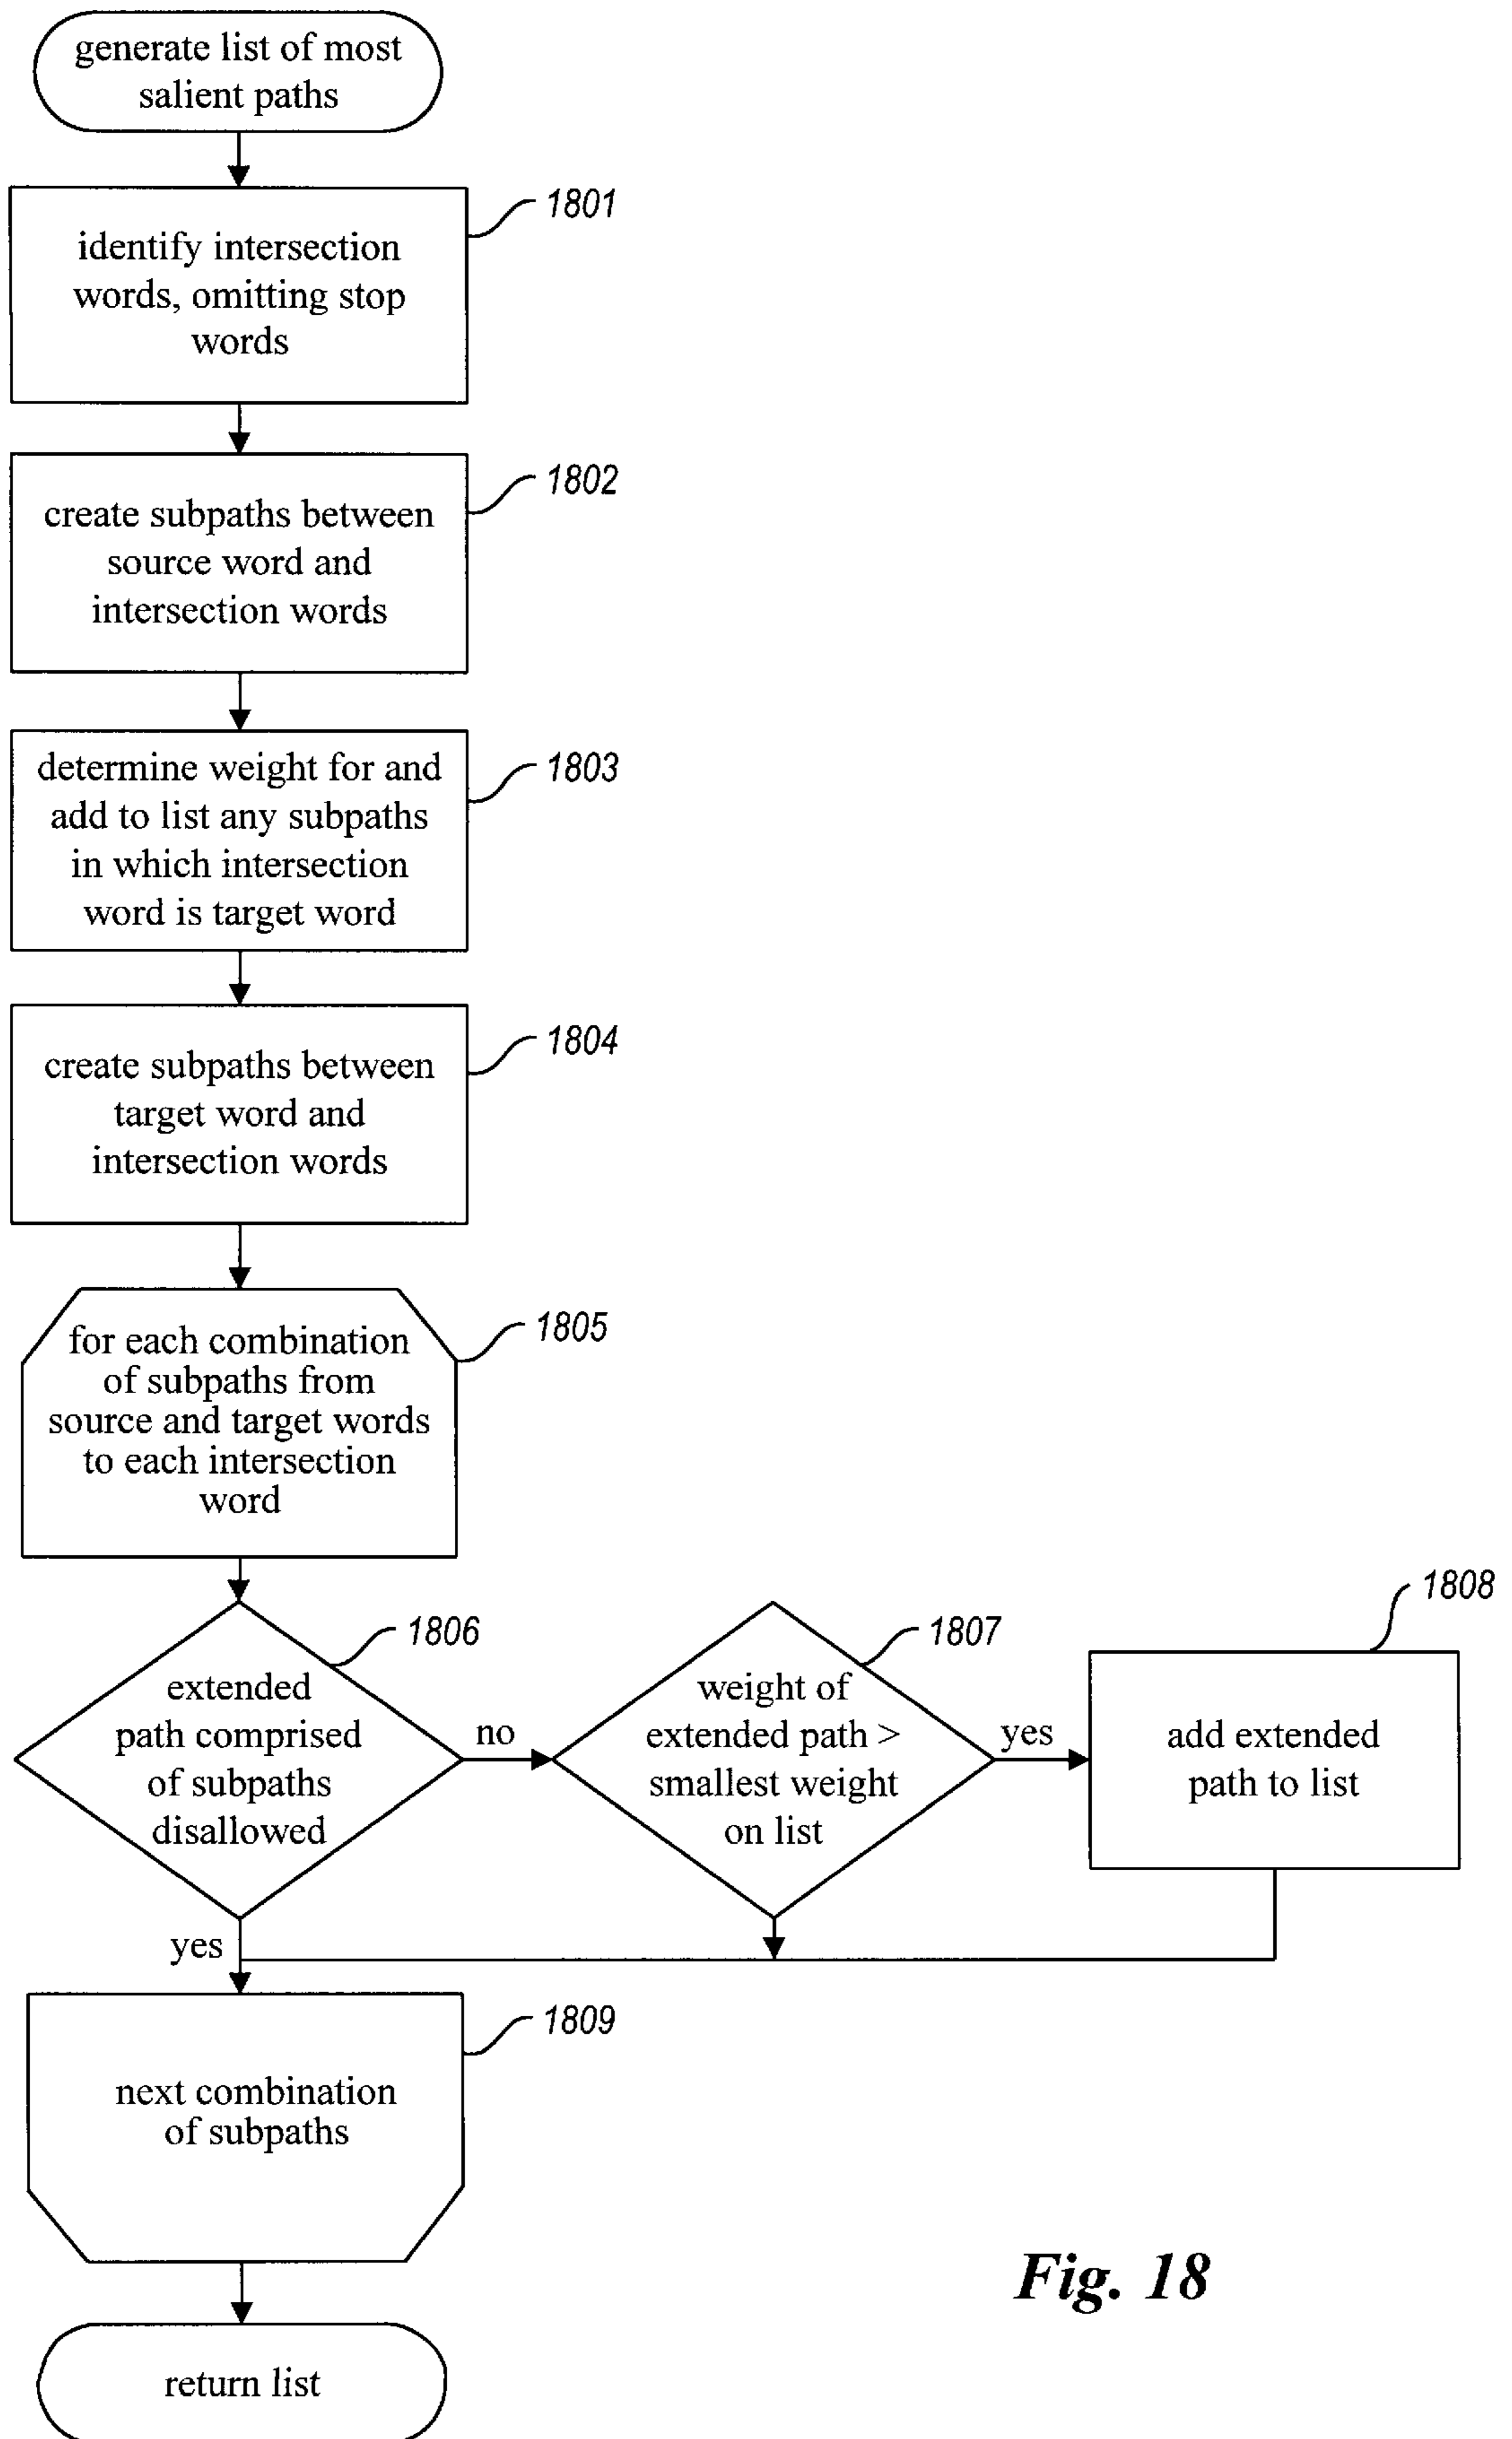 generate list of most
salient paths
1801
identify intersection
words, omitting stop
words
1802
create subpaths between
source word and
intersection words
1803
determine weight for and
add to list any subpaths
in which intersection
word is target word
1804
create subpaths between
target word and
intersection words
1805
for each combination
of subpaths from
source and target words
to each intersection
word
1806
extended
path comprised
of subpaths
disallowed
no
1807
weight of
extended path >
smallest weight
on list
yes
1808
add extended
path to list
yes
1809
next combination
of subpaths
return list
Fig. 18